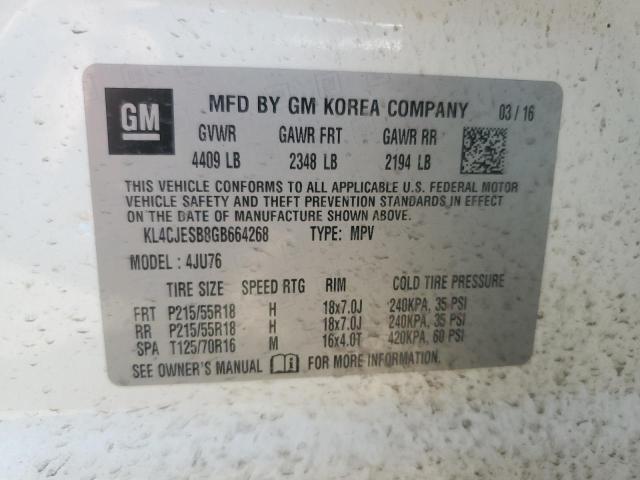 GM MFD BY GM KOREA COMPANY 03 / 16
GVWR GAWR FRT GAWR RR
4409 LB 2348 LB 2194 LB
THIS VEHICLE CONFORMS TO ALL APPLICABLE U.S. FEDERAL MOTOR
VEHICLE SAFETY AND THEFT PREVENTION STANDARDS IN EFFECT
ON THE DATE OF MANUFACTURE SHOWN ABOVE.
KL4CJESB8GB664268 TYPE: MPV
MODEL : 4JU76
TIRE SIZE SPEED RTG RIM COLD TIRE PRESSURE
FRT P215/55R18 H 18x7.0J 240KPA, 35 PSI
RR P215/55R18 H 18x7.0J 240KPA, 35 PSI
SPA T125/70R16 M 16x4.0T 420KPA, 60 PSI
SEE OWNER'S MANUAL FOR MORE INFORMATION.